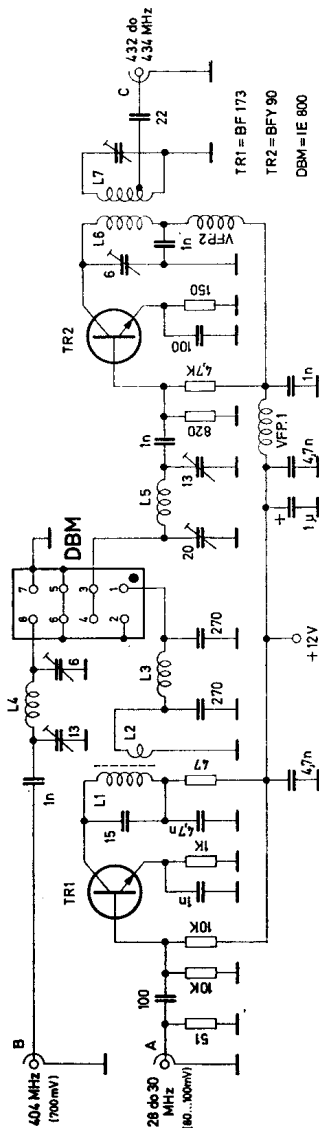 B
404 MHz
(700mV)
1n
L4
13
6
8
7
6
5
4
3
2
1
DBM
A
28 do 30
MHz
(60...100mV)
51
100
10K
10K
TR1
1n
1K
15
L1
4,7n
47
L2
270
L3
270
4,7n
+12V
20
L5
13
1n
820
4,7K
TR2
100
150
6
L6
1n
VFP.2
L7
22
C
432 do
434 MHz
+
1µ
4,7n
VFP.1
1n
TR1 = BF 173
TR2 = BFY 90
DBM = IE 800